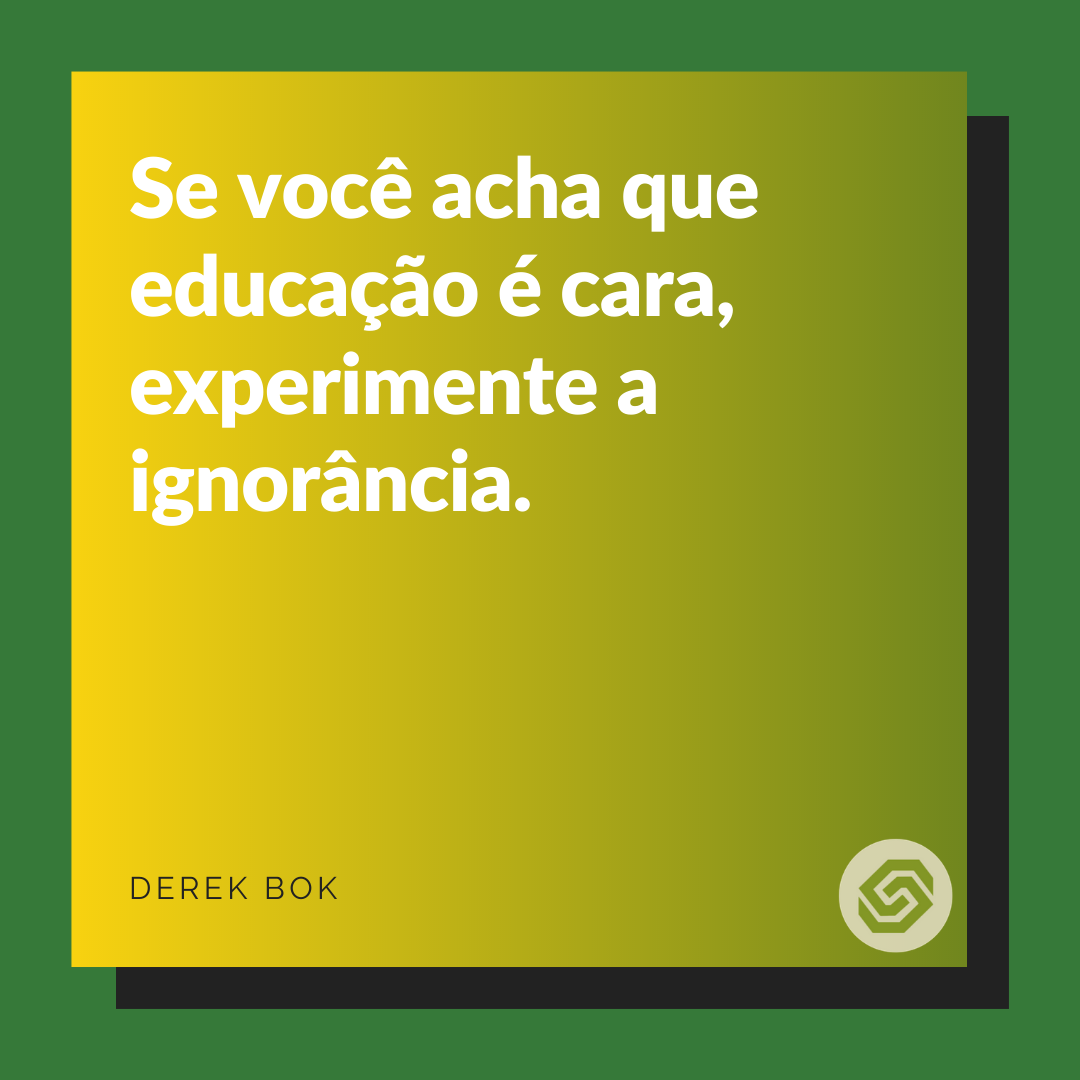 Se você acha que
educação é cara,
experimente a
ignorância.
DEREK BOK